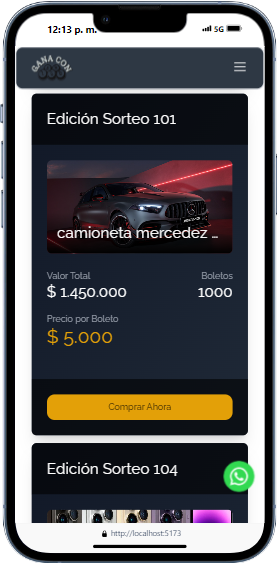 12:13 p. m.
5G
GANA CON
Edición Sorteo 101
camioneta mercedez ...
Valor Total
Boletos
$ 1.450.000
1000
Precio por Boleto
$ 5.000
Comprar Ahora
Edición Sorteo 104
http://localhost:5173